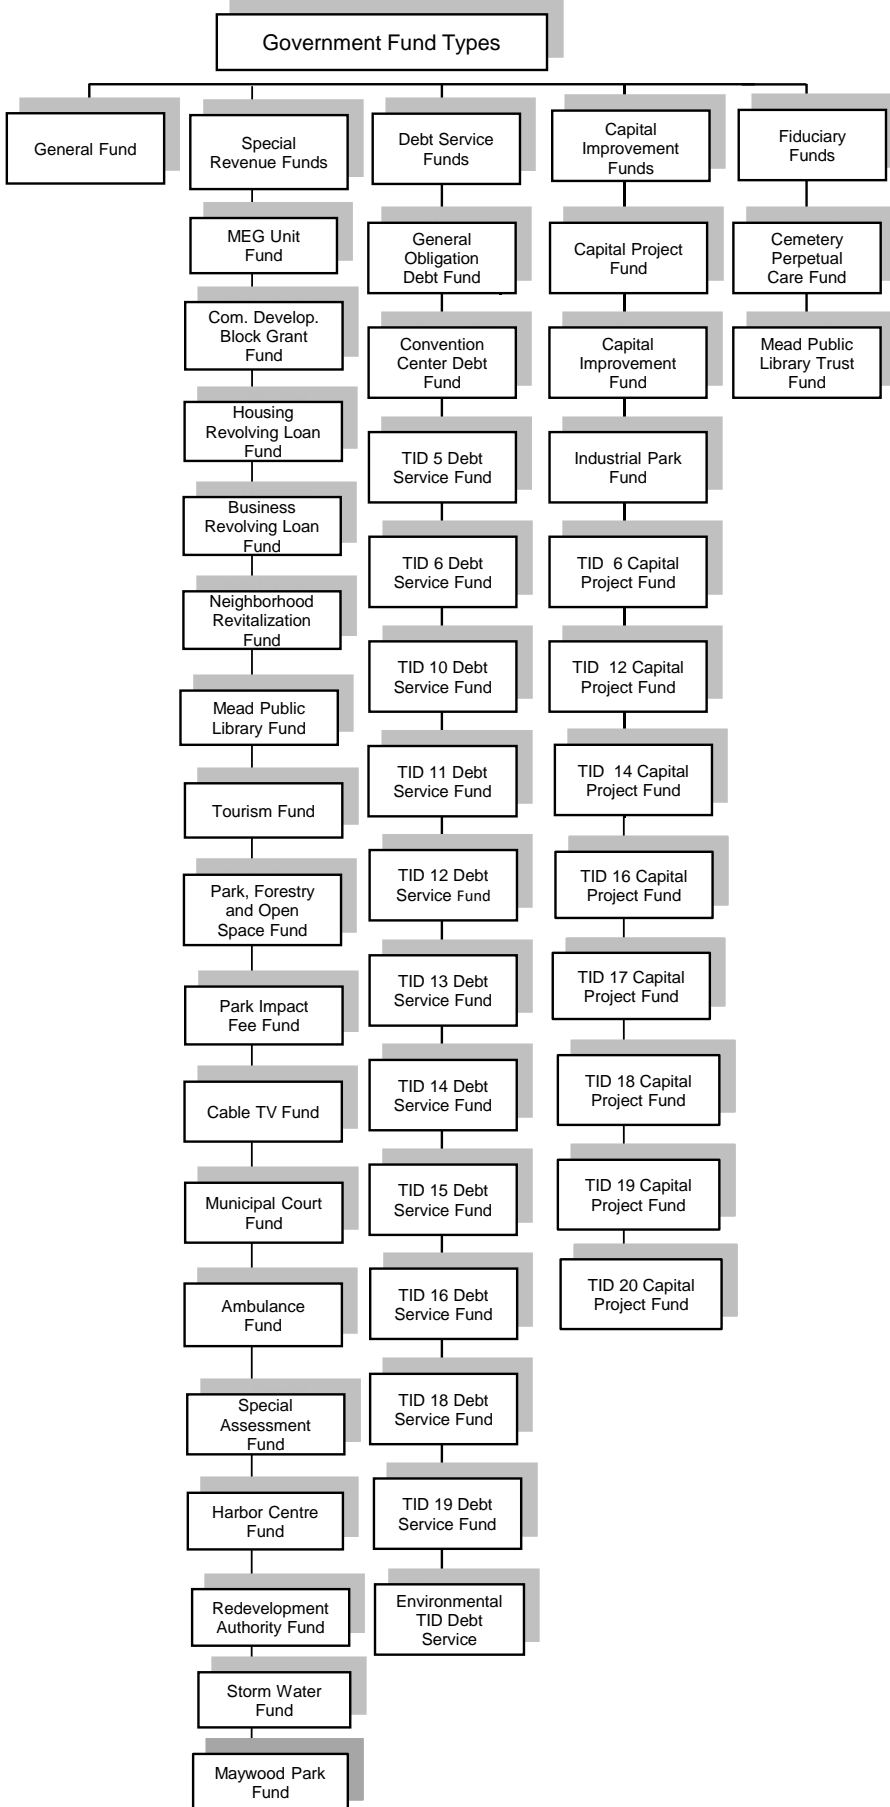 Government Fund Types
General Fund
Special
Revenue Funds
MEG Unit
Fund
Com. Develop.
Block Grant
Fund
Housing
Revolving Loan
Fund
Business
Revolving Loan
Fund
Neighborhood
Revitalization
Fund
Mead Public
Library Fund
Tourism Fund
Park, Forestry
and Open
Space Fund
Park Impact
Fee Fund
Cable TV Fund
Municipal Court
Fund
Ambulance
Fund
Special
Assessment
Fund
Harbor Centre
Fund
Redevelopment
Authority Fund
Storm Water
Fund
Maywood Park
Fund
Debt Service
Funds
General
Obligation
Debt Fund
Convention
Center Debt
Fund
TID 5 Debt
Service Fund
TID 6 Debt
Service Fund
TID 10 Debt
Service Fund
TID 11 Debt
Service Fund
TID 12 Debt
Service Fund
TID 13 Debt
Service Fund
TID 14 Debt
Service Fund
TID 15 Debt
Service Fund
TID 16 Debt
Service Fund
TID 18 Debt
Service Fund
TID 19 Debt
Service Fund
Environmental
TID Debt
Service
Capital
Improvement
Funds
Capital Project
Fund
Capital
Improvement
Fund
Industrial Park
Fund
TID  6 Capital
Project Fund
TID  12 Capital
Project Fund
TID  14 Capital
Project Fund
TID 16 Capital
Project Fund
TID 17 Capital
Project Fund
TID 18 Capital
Project Fund
TID 19 Capital
Project Fund
TID 20 Capital
Project Fund
Fiduciary
Funds
Cemetery
Perpetual
Care Fund
Mead Public
Library Trust
Fund